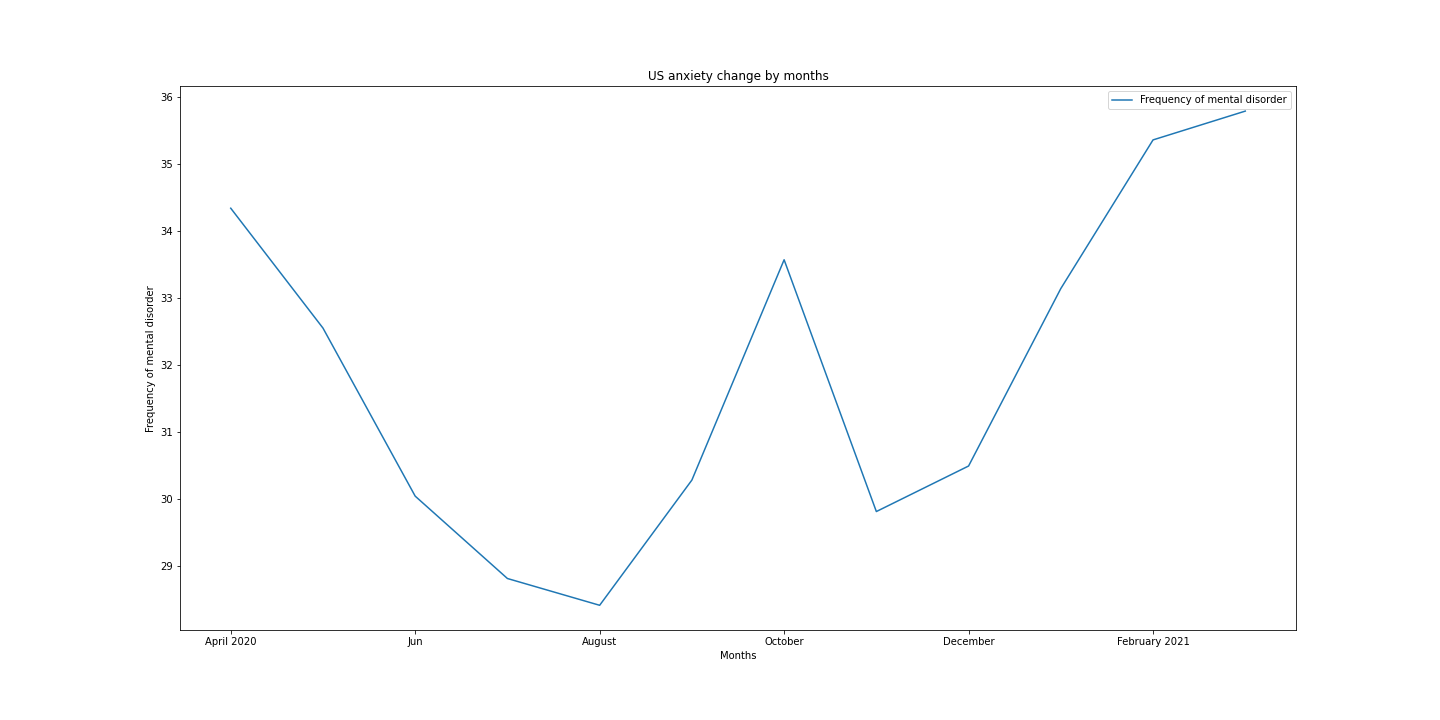 US anxiety change by months
Frequency of mental disorder
36
35
34
33
32
31
30
29
Frequency of mental disorder
April 2020
Jun
August
October
December
February 2021
Months